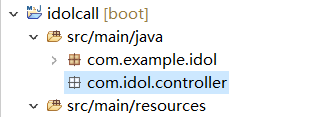 idolcall [boot]
src/main/java
com.example.idol
com.idol.controller
src/main/resources